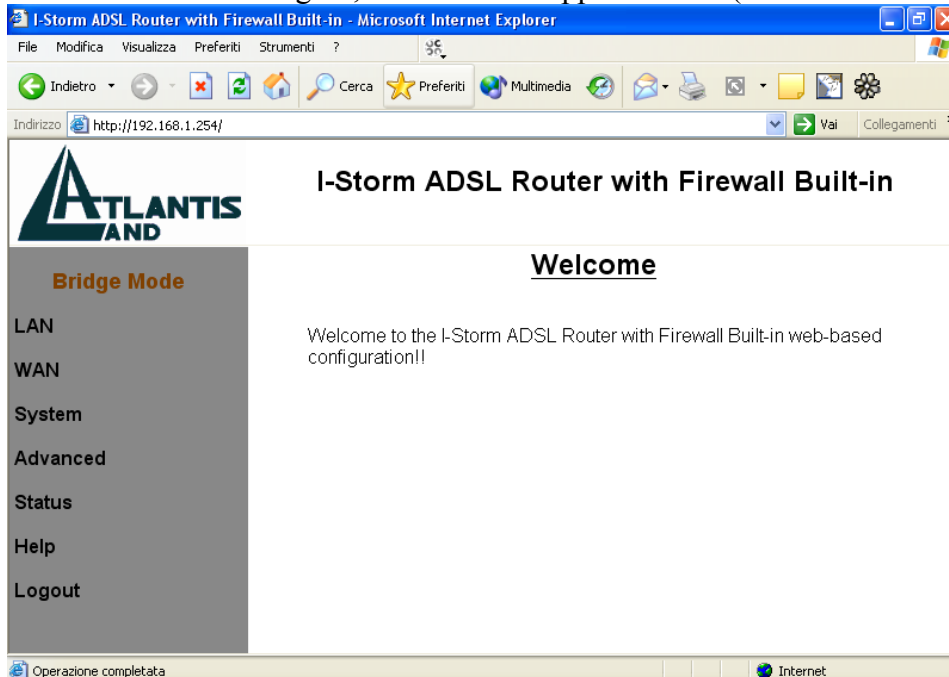 I-Storm ADSL Router with Firewall Built-in - Microsoft Internet Explorer
File Modifica Visualizza Preferiti Strumenti ?
Indietro Cerca Preferiti Multimedia
Indirizzo http://192.168.1.254/ Vai Collegamenti
ATLANTIS
LAND
I-Storm ADSL Router with Firewall Built-in
Bridge Mode
LAN
WAN
System
Advanced
Status
Help
Logout
Welcome
Welcome to the I-Storm ADSL Router with Firewall Built-in web-based
configuration!!
Operazione completata Internet